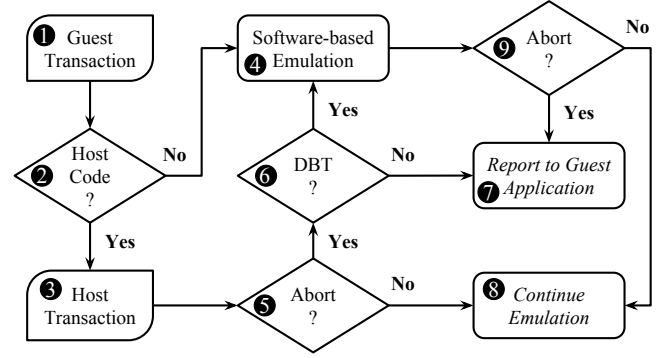 1 Guest
Transaction
2 Host
Code
?
No
Yes
3 Host
Transaction
Software-based
4 Emulation
Yes
6 DBT
?
No
Yes
5 Abort
?
No
9 Abort
?
No
Yes
Report to Guest
7 Application
8 Continue
Emulation